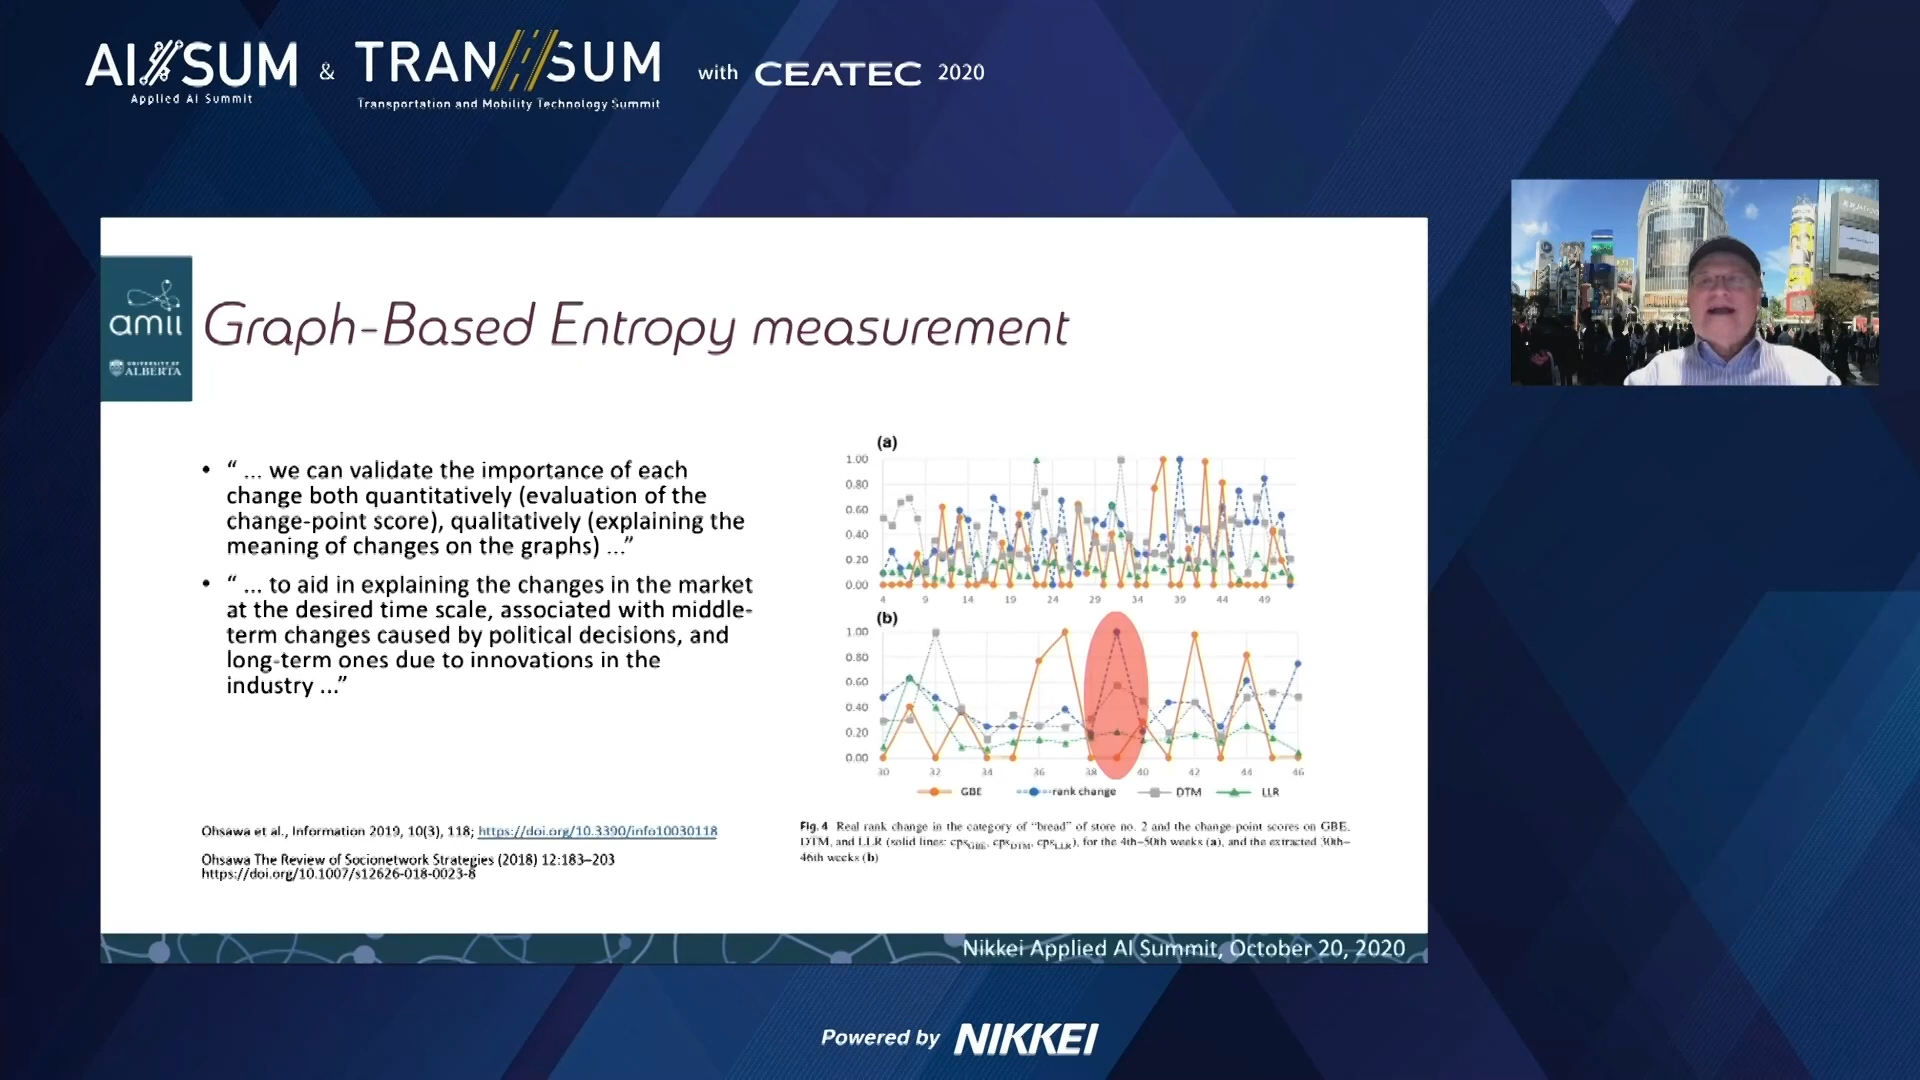 AI//SUM & TRAN//SUM with CEATEC 2020
Applied AI Summit
Transportation and Mobility Technology Summit
amii
UNIVERSITY OF
ALBERTA
Graph-Based Entropy measurement
• “ ... we can validate the importance of each
change both quantitatively (evaluation of the
change-point score), qualitatively (explaining the
meaning of changes on the graphs) ...”
• “ ... to aid in explaining the changes in the market
at the desired time scale, associated with middle-
term changes caused by political decisions, and
long-term ones due to innovations in the
industry ...”
Ohsawa et al., Information 2019, 10(3), 118; https://doi.org/10.3390/info10030118
Ohsawa The Review of Socionetwork Strategies (2018) 12:183–203
https://doi.org/10.1007/s12626-018-0023-8
(a)
1.00
0.80
0.60
0.40
0.20
0.00
4 9 14 19 24 29 34 39 44 49
(b)
1.00
0.80
0.60
0.40
0.20
0.00
30 32 34 36 38 40 42 44 46
GBE rank change DTM LLR
Fig. 4 Real rank change in the category of “bread” of store no. 2 and the change-point scores on GBE,
DTM, and LLR (solid lines: cpsGBE, cpsDTM, cpsLLR), for the 4th–50th weeks (a), and the extracted 30th–
46th weeks (b)
Nikkei Applied AI Summit, October 20, 2020
Powered by NIKKEI